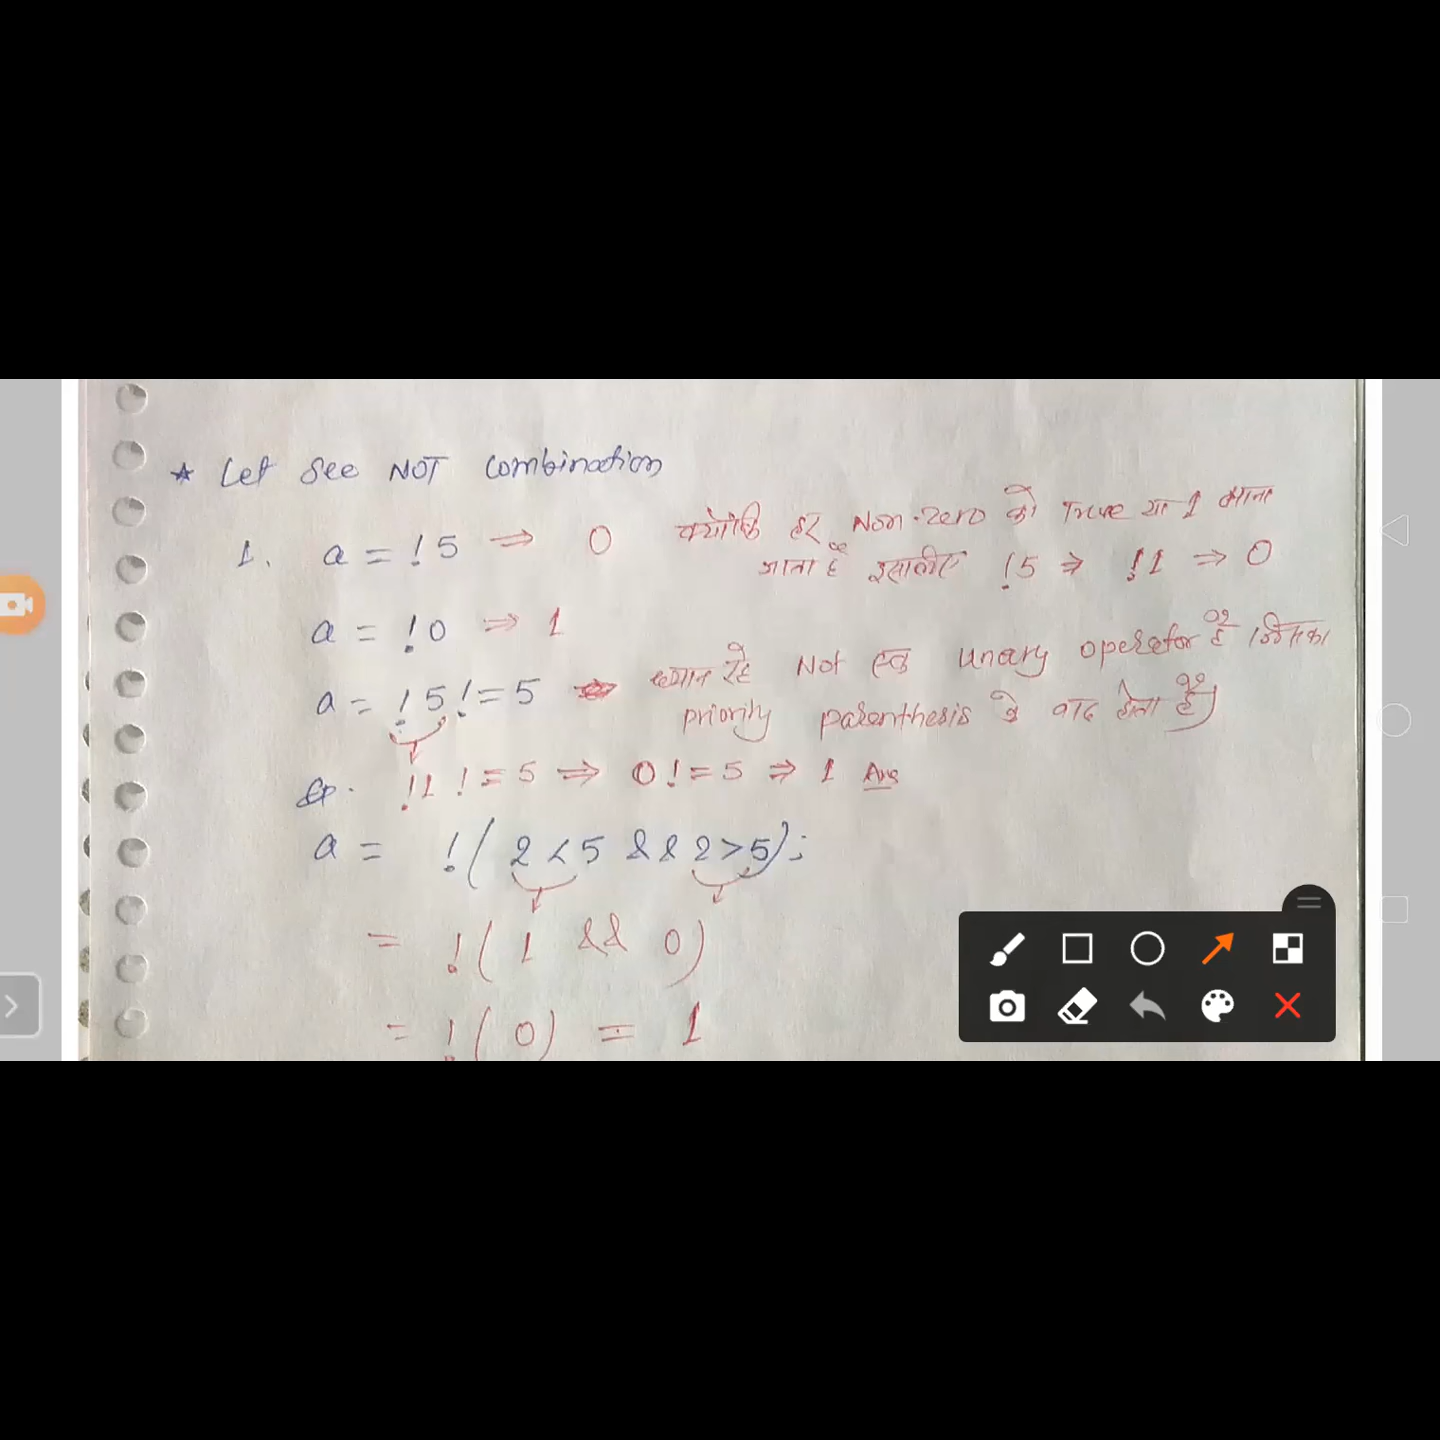 * Let See NOT Combination
1. a = !5 ⇒ 0 क्योंकि हर Non-zero को True या 1 माना
जाता है इसलिए !5 ⇒ !1 ⇒ 0
a = !0 ⇒ 1
ध्यान रहे Not एक unary operator है जिसका
a = !5 != 5
priority parenthesis के बाद होता है)
!1 != 5 ⇒ 0 != 5 ⇒ 1 Ans
a = !(2<5 && 2>5);
= !(1 && 0)
= !(0) = 1